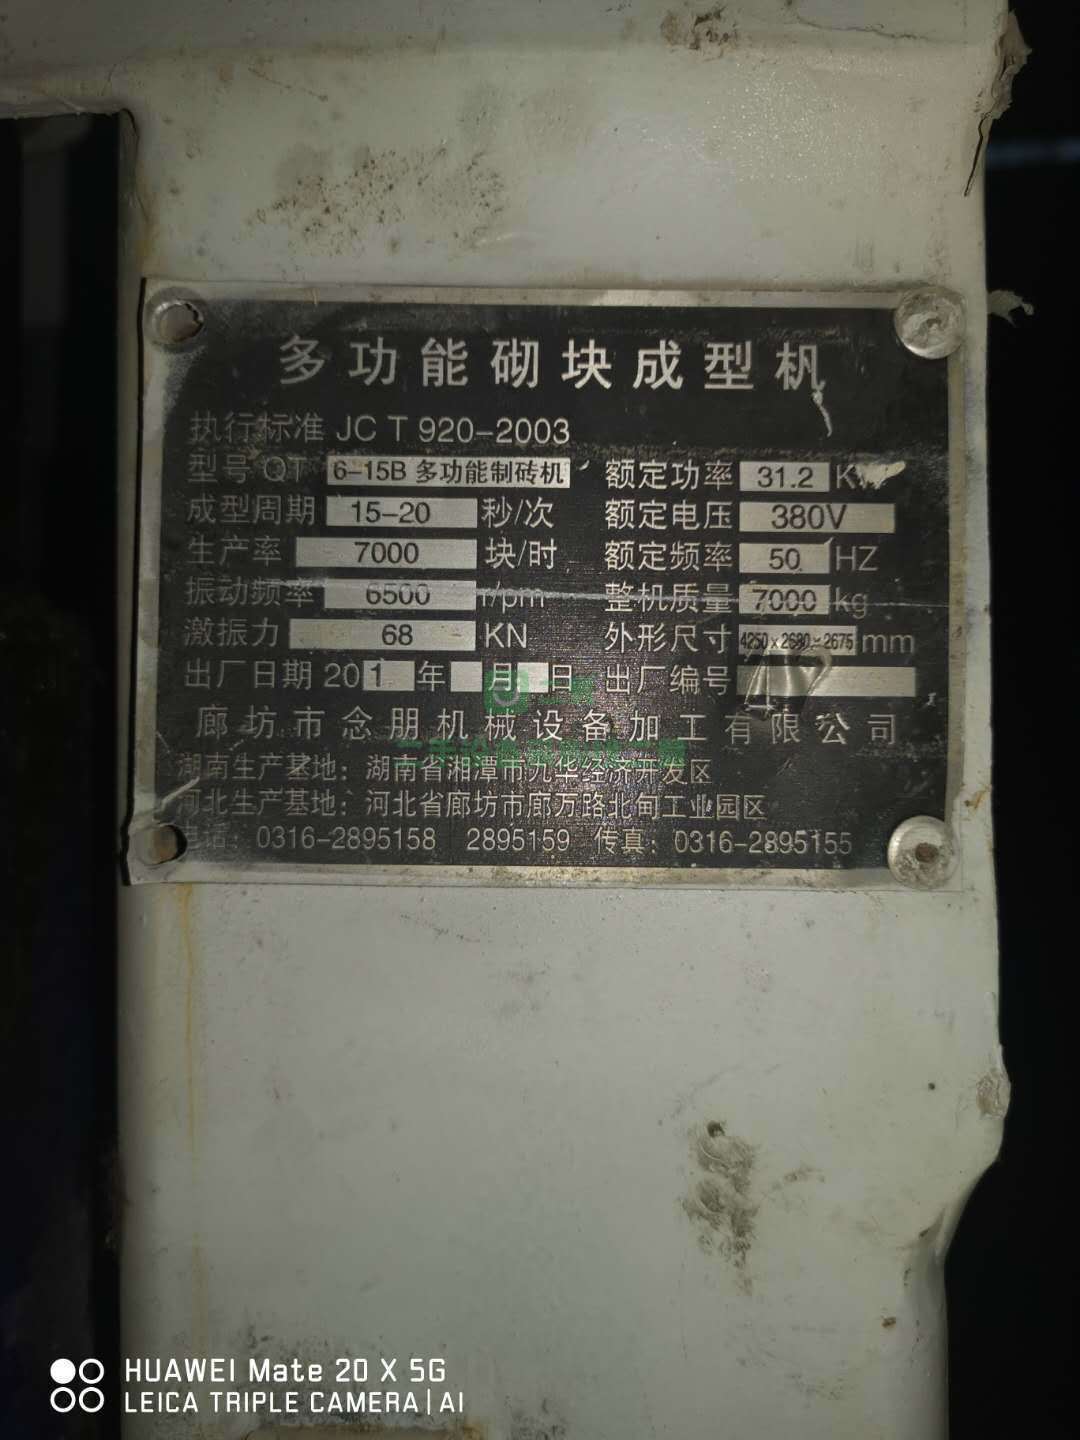 多功能砌块成型机
执行标准 JC T 920-2003
型号 QT 6-15B 多功能制砖机 额定功率 31.2 KW
成型周期 15-20 秒/次 额定电压 380V
生产率 7000 块/时 额定频率 50 HZ
振动频率 6500 r/pm 整机质量 7000 kg
激振力 68 KN 外形尺寸 4250×2680×2675 mm
出厂日期 201 年 月 日 出厂编号 47
廊坊市念朋机械设备加工有限公司
湖南生产基地：湖南省湘潭市九华经济开发区
河北生产基地：河北省廊坊市廊万路北甸工业园区
电话：0316-2895158 2895159 传真：0316-2895155
HUAWEI Mate 20 X 5G
LEICA TRIPLE CAMERA | AI